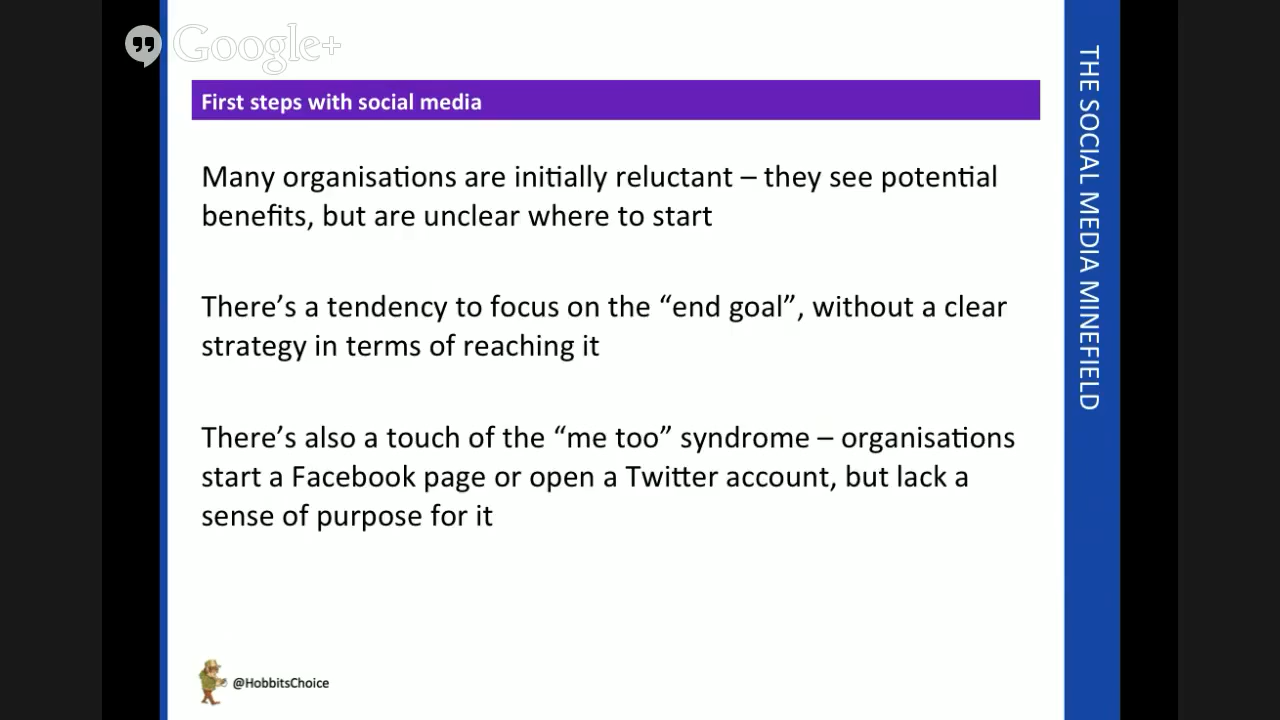 Google+
First steps with social media
Many organisations are initially reluctant – they see potential
benefits, but are unclear where to start
There’s a tendency to focus on the “end goal”, without a clear
strategy in terms of reaching it
There’s also a touch of the “me too” syndrome – organisations
start a Facebook page or open a Twitter account, but lack a
sense of purpose for it
@HobbitsChoice
THE SOCIAL MEDIA MINEFIELD